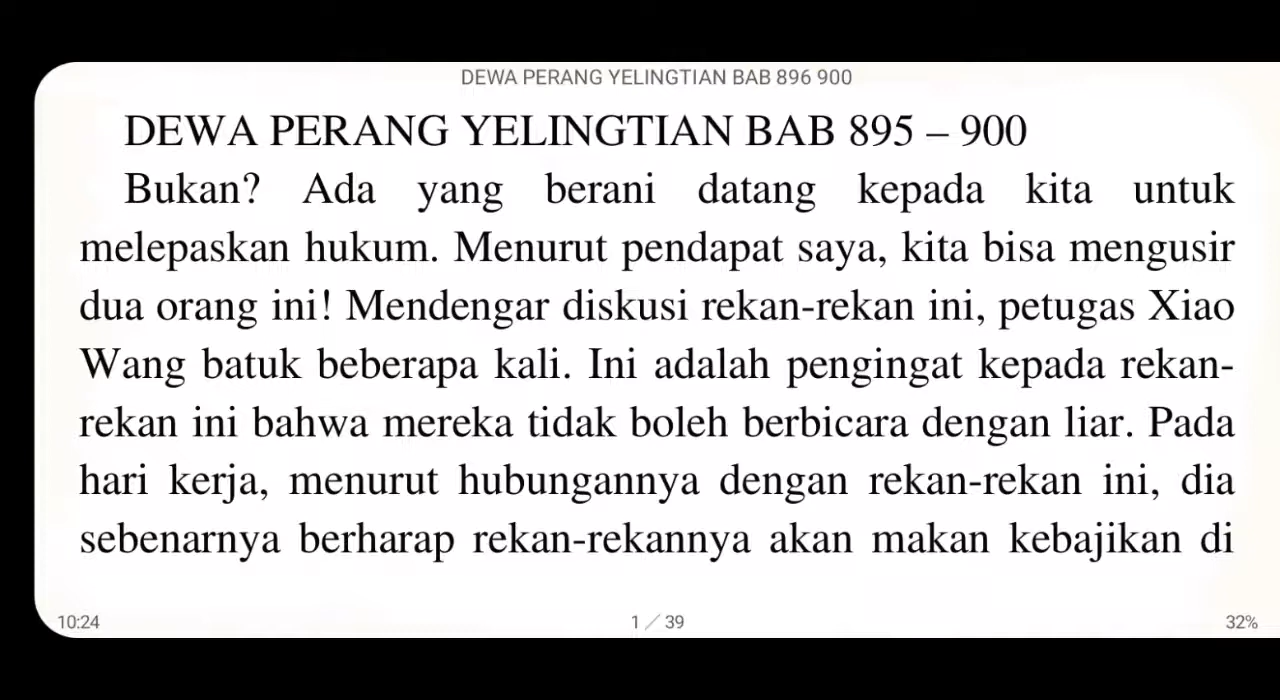 DEWA PERANG YELINGTIAN BAB 896 900
DEWA PERANG YELINGTIAN BAB 895 – 900
Bukan? Ada yang berani datang kepada kita untuk
melepaskan hukum. Menurut pendapat saya, kita bisa mengusir
dua orang ini! Mendengar diskusi rekan-rekan ini, petugas Xiao
Wang batuk beberapa kali. Ini adalah pengingat kepada rekan-
rekan ini bahwa mereka tidak boleh berbicara dengan liar. Pada
hari kerja, menurut hubungannya dengan rekan-rekan ini, dia
sebenarnya berharap rekan-rekannya akan makan kebajikan di
10:24 1 / 39 32%